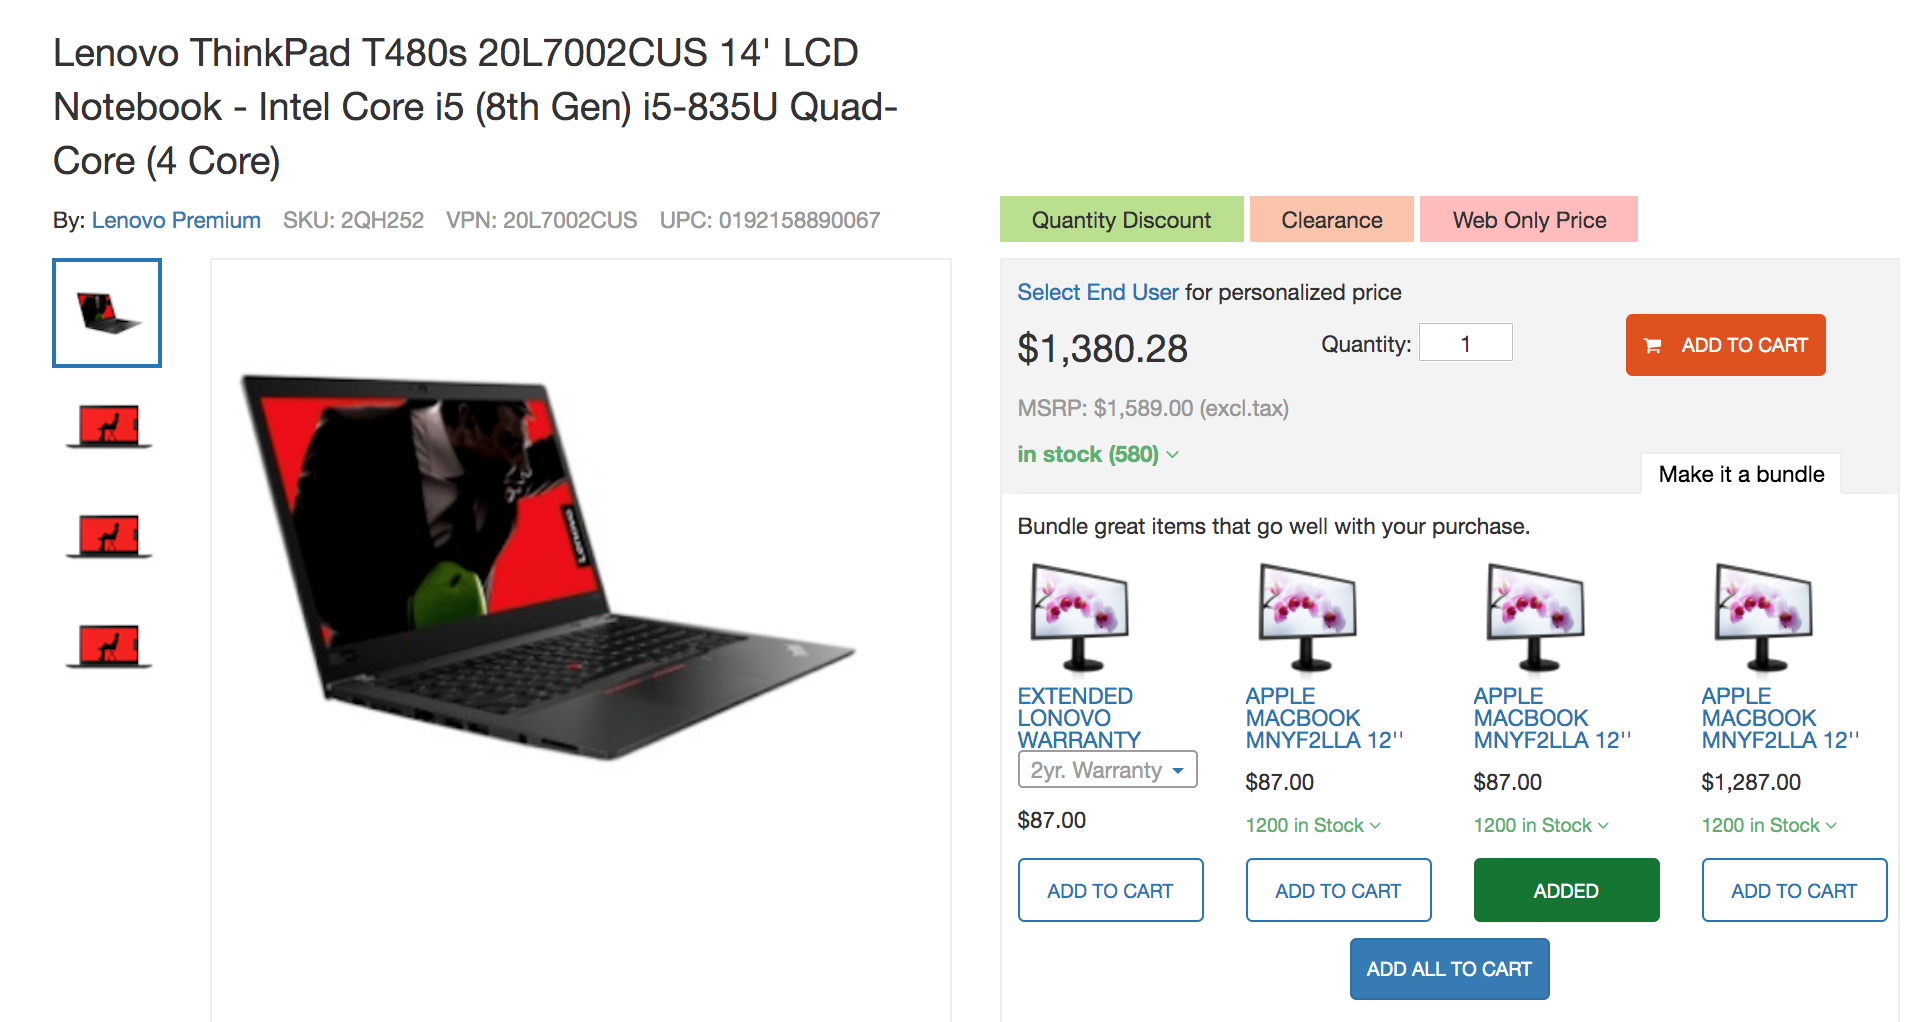 Lenovo ThinkPad T480s 20L7002CUS 14' LCD
Notebook - Intel Core i5 (8th Gen) i5-835U Quad-
Core (4 Core)
By: Lenovo Premium SKU: 2QH252 VPN: 20L7002CUS UPC: 0192158890067
Quantity Discount
Clearance
Web Only Price
Lenovo
Select End User for personalized price
$1,380.28
Quantity: 1
ADD TO CART
MSRP: $1,589.00 (excl.tax)
in stock (580)
Make it a bundle
Bundle great items that go well with your purchase.
EXTENDED
LONOVO
WARRANTY
2yr. Warranty
$87.00
ADD TO CART
APPLE
MACBOOK
MNYF2LLA 12''
$87.00
1200 in Stock
ADD TO CART
APPLE
MACBOOK
MNYF2LLA 12''
$87.00
1200 in Stock
ADDED
APPLE
MACBOOK
MNYF2LLA 12''
$1,287.00
1200 in Stock
ADD TO CART
ADD ALL TO CART